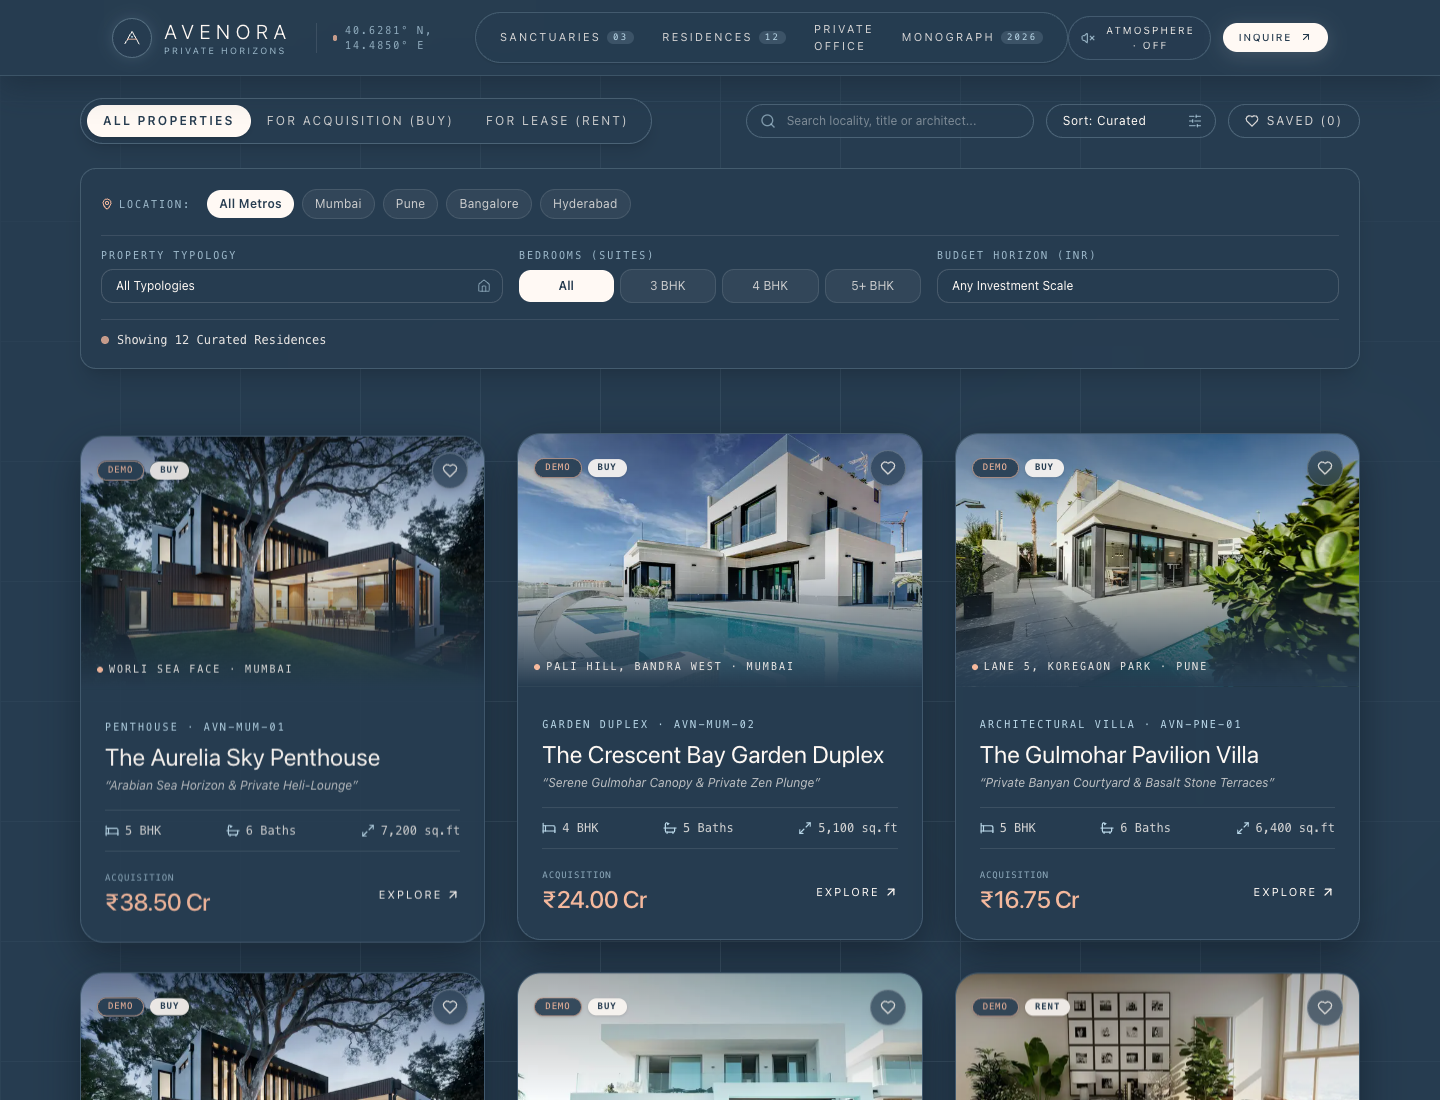 AVENORA
PRIVATE HORIZONS
40.6281° N,
14.4850° E
SANCTUARIES 03
RESIDENCES 12
PRIVATE
OFFICE
MONOGRAPH 2026
ATMOSPHERE
· OFF
INQUIRE
ALL PROPERTIES
FOR ACQUISITION (BUY)
FOR LEASE (RENT)
Search locality, title or architect...
Sort: Curated
SAVED (0)
LOCATION:
All Metros
Mumbai
Pune
Bangalore
Hyderabad
PROPERTY TYPOLOGY
All Typologies
BEDROOMS (SUITES)
All
3 BHK
4 BHK
5+ BHK
BUDGET HORIZON (INR)
Any Investment Scale
Showing 12 Curated Residences
DEMO BUY
WORLI SEA FACE · MUMBAI
PENTHOUSE · AVN-MUM-01
The Aurelia Sky Penthouse
“Arabian Sea Horizon & Private Heli-Lounge”
5 BHK
6 Baths
7,200 sq.ft
ACQUISITION
₹38.50 Cr
EXPLORE
DEMO BUY
PALI HILL, BANDRA WEST · MUMBAI
GARDEN DUPLEX · AVN-MUM-02
The Crescent Bay Garden Duplex
“Serene Gulmohar Canopy & Private Zen Plunge”
4 BHK
5 Baths
5,100 sq.ft
ACQUISITION
₹24.00 Cr
EXPLORE
DEMO BUY
LANE 5, KOREGAON PARK · PUNE
ARCHITECTURAL VILLA · AVN-PNE-01
The Gulmohar Pavilion Villa
“Private Banyan Courtyard & Basalt Stone Terraces”
5 BHK
6 Baths
6,400 sq.ft
ACQUISITION
₹16.75 Cr
EXPLORE
DEMO BUY
DEMO BUY
DEMO RENT